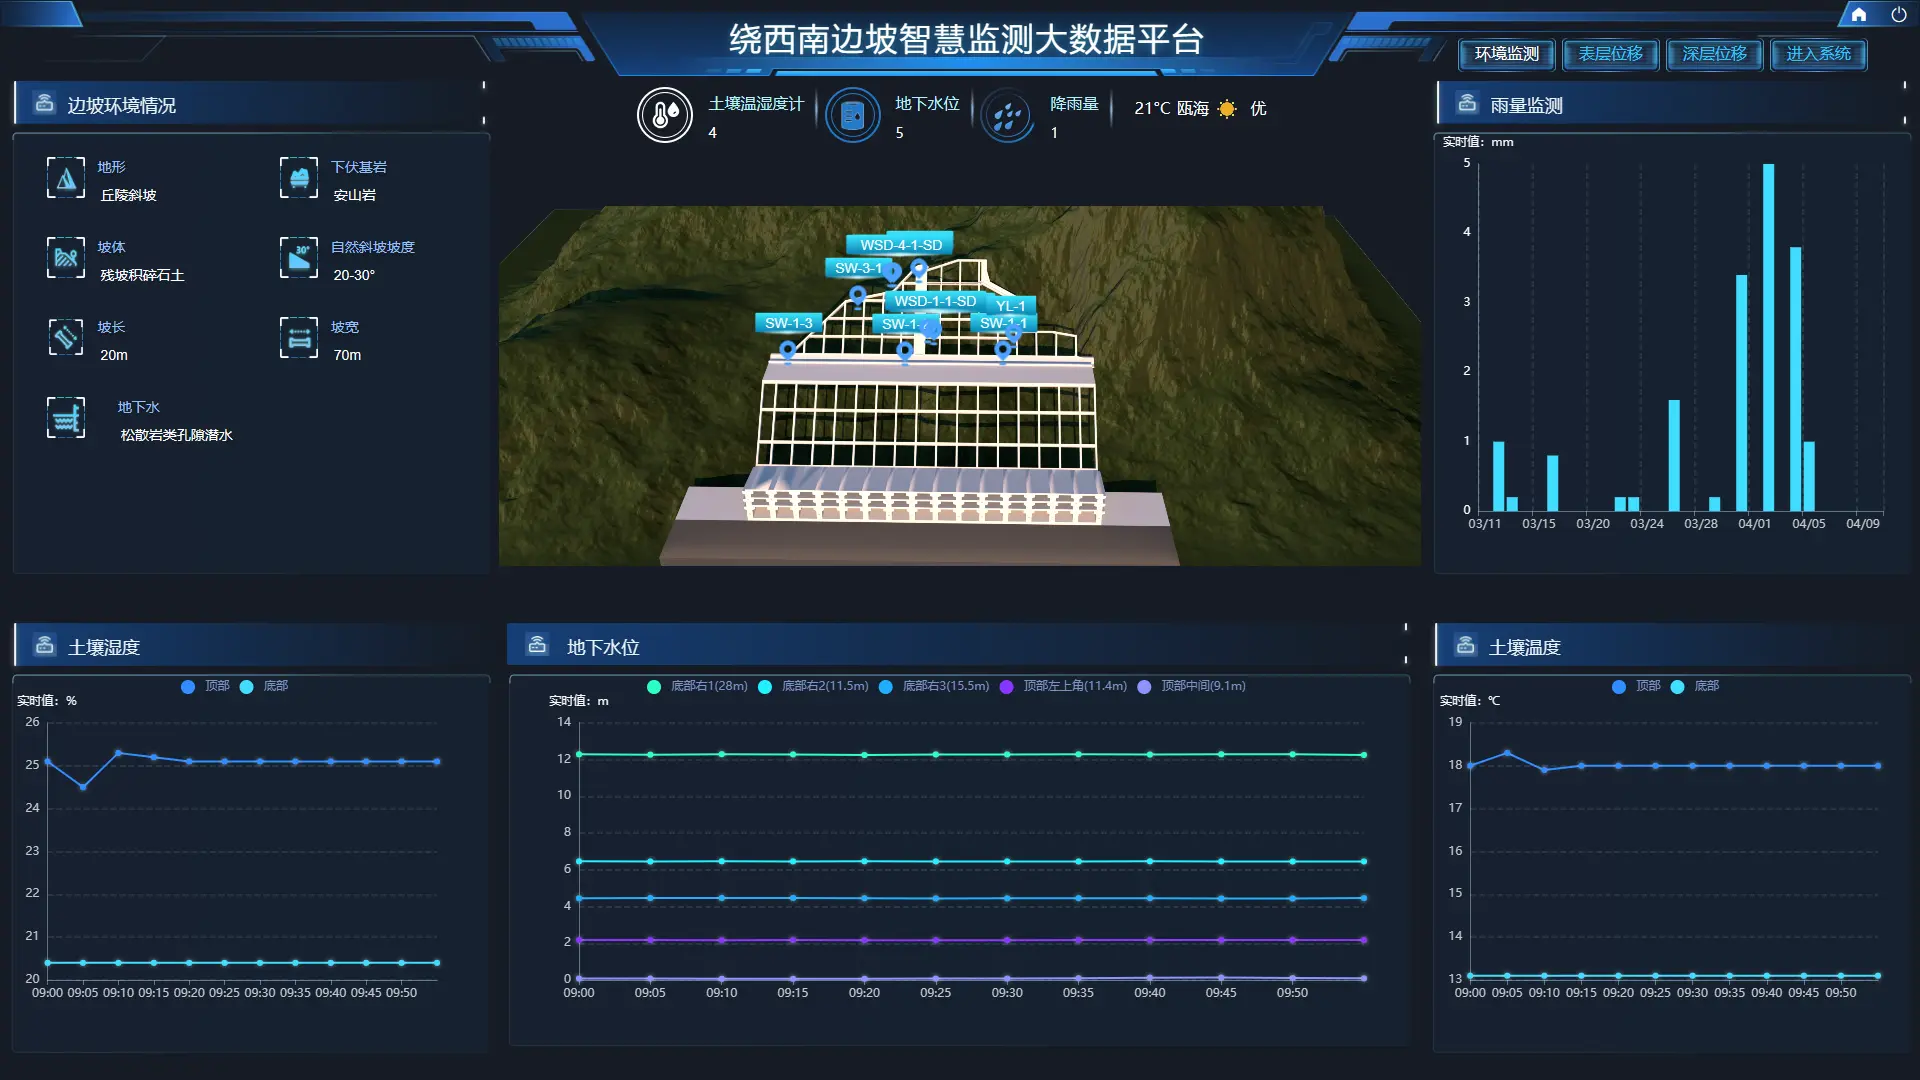 绕西南边坡智慧监测大数据平台
环境监测
表层位移
深层位移
进入系统
边坡环境情况
地形
丘陵斜坡
下伏基岩
安山岩
坡体
残坡积碎石土
30°
自然斜坡坡度
20-30°
坡长
20m
坡宽
70m
地下水
松散岩类孔隙潜水
土壤温湿度计
4
地下水位
5
降雨量
1
21°C 瓯海 优
WSD-4-1-SD
SW-3-1
WSD-1-1-SD
YL-1
SW-1-3
SW-1-
SW-1-1
雨量监测
实时值：mm
5
4
3
2
1
0
03/11 03/15 03/20 03/24 03/28 04/01 04/05 04/09
土壤湿度
顶部 底部
实时值：%
26
25
24
23
22
21
20
09:00 09:05 09:10 09:15 09:20 09:25 09:30 09:35 09:40 09:45 09:50
地下水位
底部右1(28m) 底部右2(11.5m) 底部右3(15.5m) 顶部左上角(11.4m) 顶部中间(9.1m)
实时值：m
14
12
10
8
6
4
2
0
09:00 09:05 09:10 09:15 09:20 09:25 09:30 09:35 09:40 09:45 09:50
土壤温度
顶部 底部
实时值：℃
19
18
17
16
15
14
13
09:00 09:05 09:10 09:15 09:20 09:25 09:30 09:35 09:40 09:45 09:50